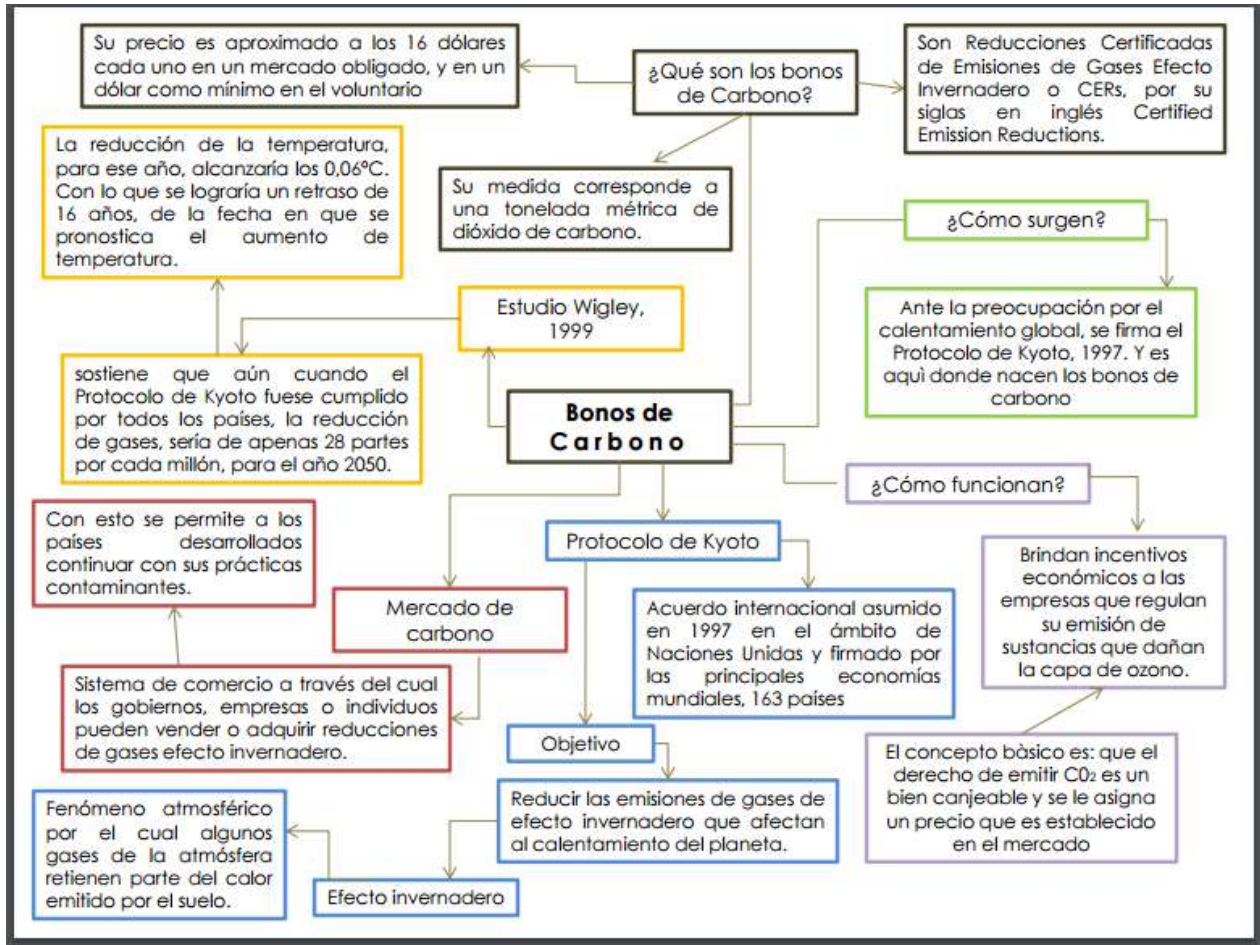 Su precio es aproximado a los 16 dólares
cada uno en un mercado obligado, y en un
dólar como mínimo en el voluntario
¿Qué son los bonos
de Carbono?
Son Reducciones Certificadas
de Emisiones de Gases Efecto
Invernadero o CERs, por su
siglas en inglés Certified
Emission Reductions.
La reducción de la temperatura,
para ese año, alcanzaría los 0,06ºC.
Con lo que se lograría un retraso de
16 años, de la fecha en que se
pronostica el aumento de
temperatura.
Su medida corresponde a
una tonelada métrica de
dióxido de carbono.
¿Cómo surgen?
Ante la preocupación por el
calentamiento global, se firma el
Protocolo de Kyoto, 1997. Y es
aquì donde nacen los bonos de
carbono
Estudio Wigley,
1999
sostiene que aún cuando el
Protocolo de Kyoto fuese cumplido
por todos los países, la reducción
de gases, sería de apenas 28 partes
por cada millón, para el año 2050.
Bonos de
Carbono
¿Cómo funcionan?
Con esto se permite a los
países desarrollados
continuar con sus prácticas
contaminantes.
Protocolo de Kyoto
Brindan incentivos
económicos a las
empresas que regulan
su emisión de
sustancias que dañan
la capa de ozono.
Mercado de
carbono
Acuerdo internacional asumido
en 1997 en el ámbito de
Naciones Unidas y firmado por
las principales economías
mundiales, 163 países
Sistema de comercio a través del cual
los gobiernos, empresas o individuos
pueden vender o adquirir reducciones
de gases efecto invernadero.
Objetivo
El concepto bàsico es: que el
derecho de emitir C02 es un
bien canjeable y se le asigna
un precio que es establecido
en el mercado
Fenómeno atmosférico
por el cual algunos
gases de la atmósfera
retienen parte del calor
emitido por el suelo.
Reducir las emisiones de gases de
efecto invernadero que afectan
al calentamiento del planeta.
Efecto invernadero